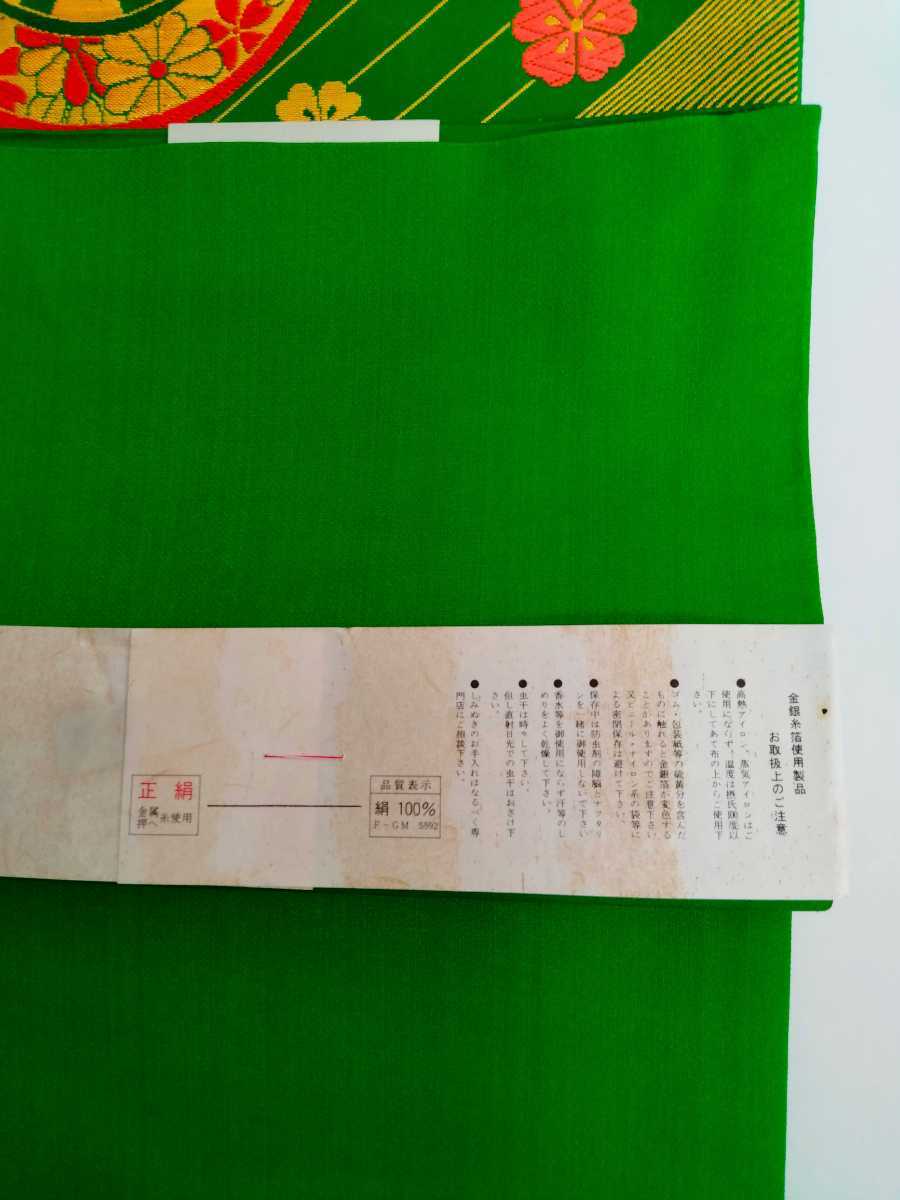 金銀糸箔使用製品
お取扱上のご注意
●高熱アイロン、蒸気アイロンはご
使用にならず、温度は摂氏100度以
下にしてあて布の上からご使用下
さい。
●ゴム・包装紙等の硫黄分を含んだ
ものに触れると金銀箔が変色する
ことがありますのでご注意下さい
又ビニール・ナイロン系の袋等に
よる密閉保存は避けて下さい。
●保存中は防虫剤の樟脳とナフタリ
ンを一緒に御使用しないで下さい
●香水等を御使用にならず汗等のし
めりをよく乾燥して下さい。
●虫干は時々して下さい。
但し直射日光での虫干はおさけ下
さい。
●しみぬきのお手入れはなるべく専
門店にご相談下さい。
品質表示
絹 100%
F-GM 5892
正絹
金属糸使用
押へ